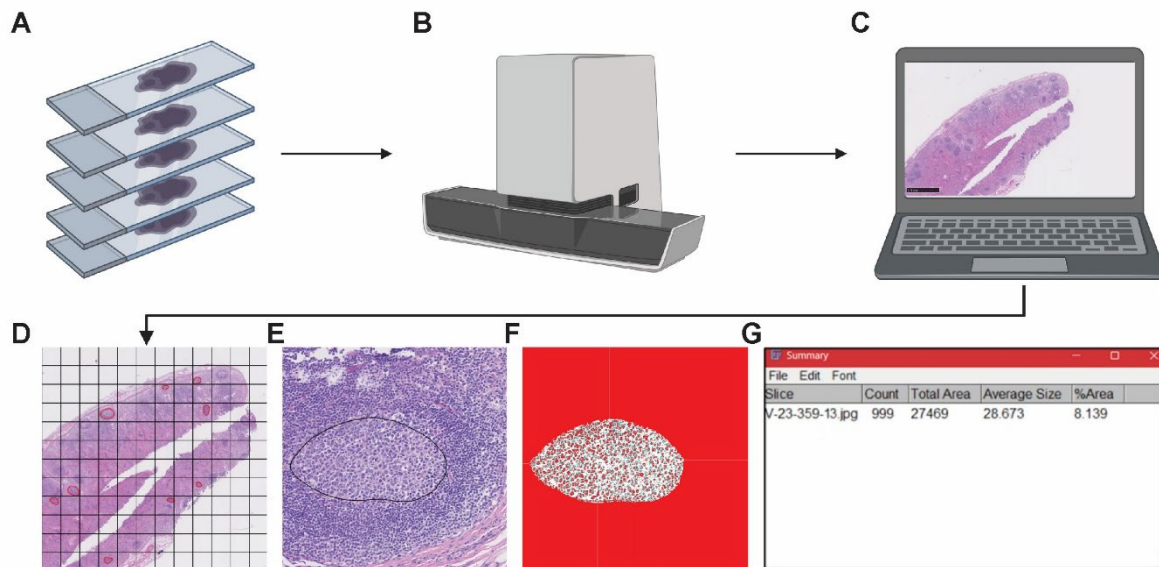 A
B
C
D
E
F
G
Summary
File Edit Font
Slice Count Total Area Average Size %Area
V-23-359-13.jpg 999 27469 28.673 8.139